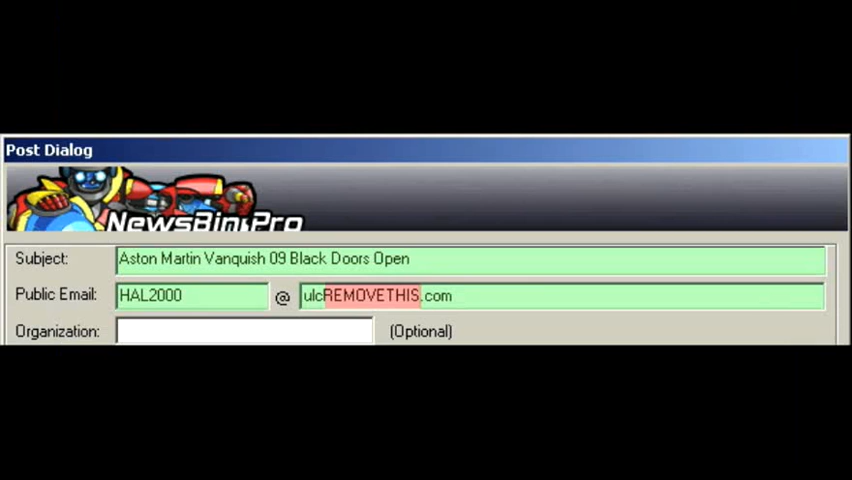 Post Dialog
NewsBin Pro
Subject: Aston Martin Vanquish 09 Black Doors Open
Public Email: HAL2000 @ ulcREMOVETHIS.com
Organization: (Optional)